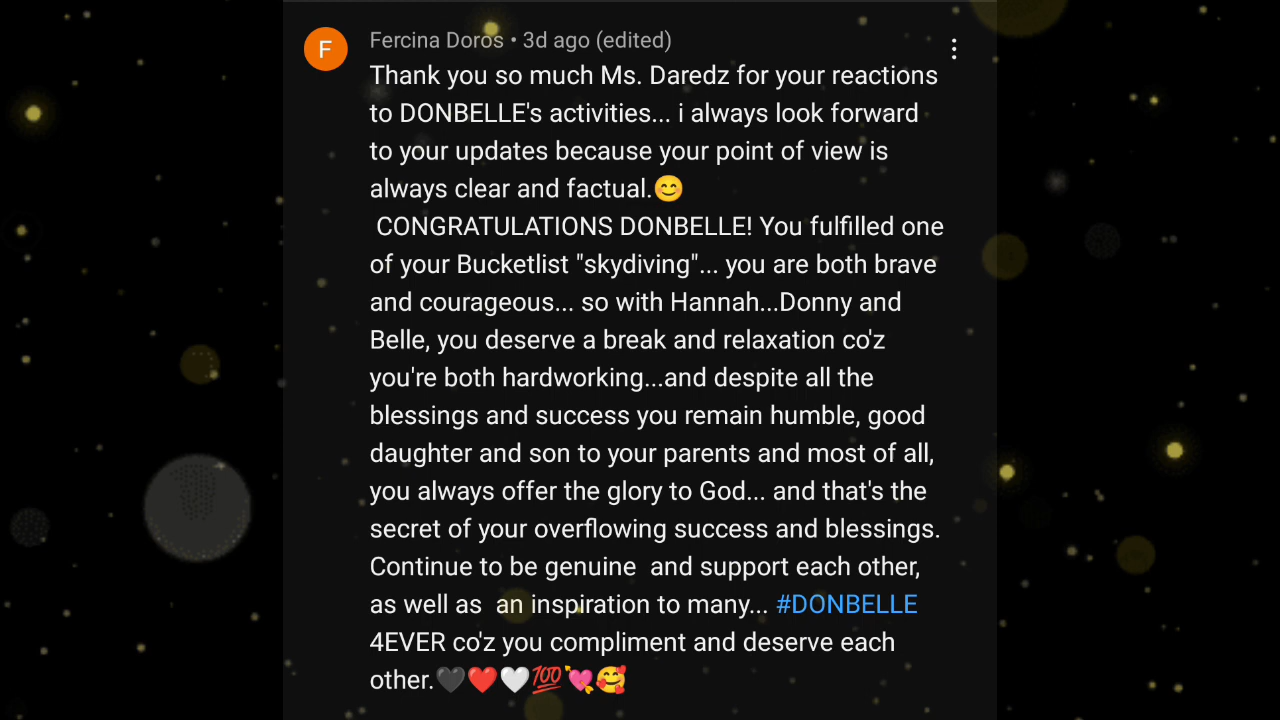 F
Fercina Doros • 3d ago (edited)
Thank you so much Ms. Daredz for your reactions
to DONBELLE's activities... i always look forward
to your updates because your point of view is
always clear and factual.😊
CONGRATULATIONS DONBELLE! You fulfilled one
of your Bucketlist "skydiving"... you are both brave
and courageous... so with Hannah...Donny and
Belle, you deserve a break and relaxation co'z
you're both hardworking...and despite all the
blessings and success you remain humble, good
daughter and son to your parents and most of all,
you always offer the glory to God... and that's the
secret of your overflowing success and blessings.
Continue to be genuine  and support each other,
as well as  an inspiration to many... #DONBELLE
4EVER co'z you compliment and deserve each
other.🖤❤️🤍💯💘🥰